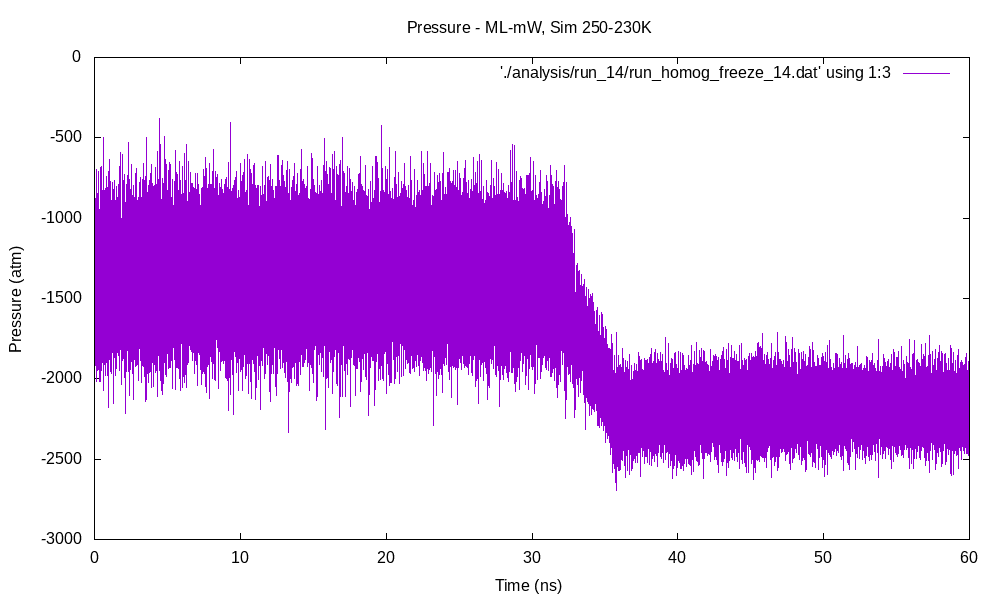 Pressure - ML-mW, Sim 250-230K
'./analysis/run_14/run_homog_freeze_14.dat' using 1:3
0
-500
-1000
-1500
-2000
-2500
-3000
Pressure (atm)
0 10 20 30 40 50 60
Time (ns)